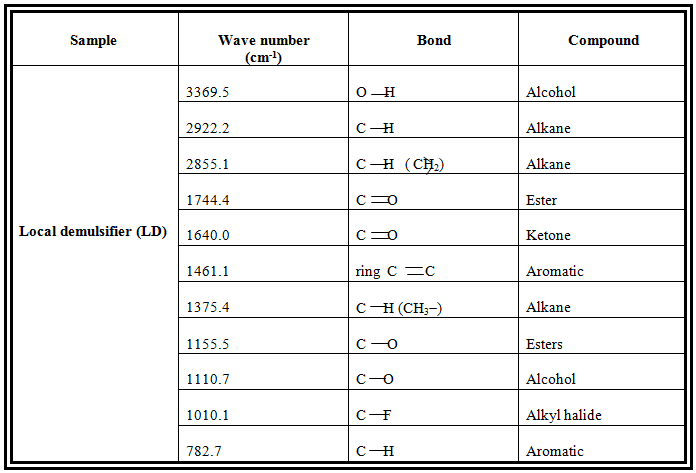 Sample Wave number Bond Compound
(cm-1)
3369.5 O —H Alcohol
2922.2 C —H Alkane
2855.1 C —H (CH2) Alkane
1744.4 C ═O Ester
Local demulsifier (LD) 1640.0 C ═O Ketone
1461.1 ring C ═C Aromatic
1375.4 C —H (CH3–) Alkane
1155.5 C —O Esters
1110.7 C—O Alcohol
1010.1 C—F Alkyl halide
782.7 C—H Aromatic